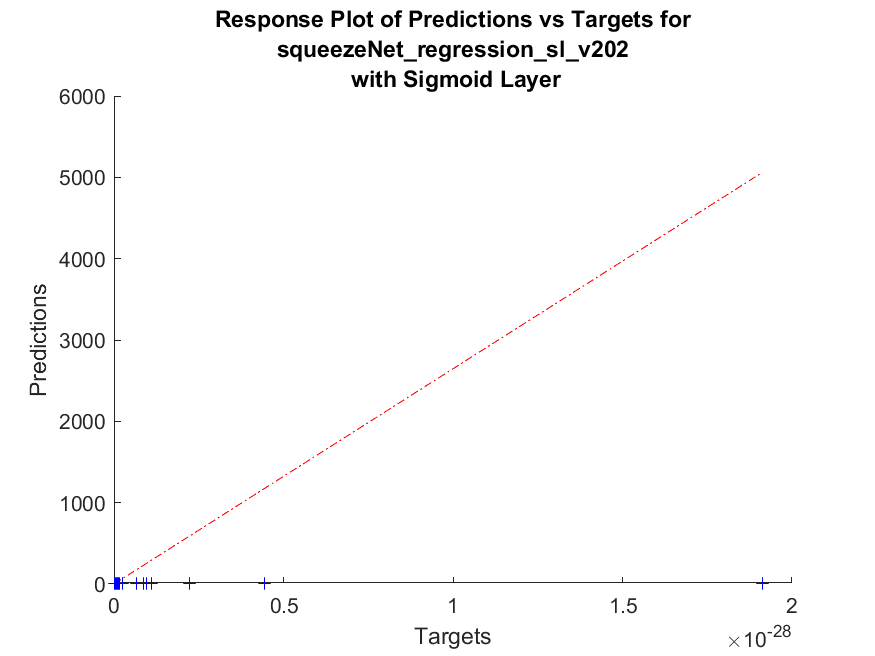 Response Plot of Predictions vs Targets for
squeezeNet_regression_sl_v202
with Sigmoid Layer
6000
5000
4000
3000
2000
1000
0
Predictions
0 0.5 1 1.5 2
Targets
×10^-28